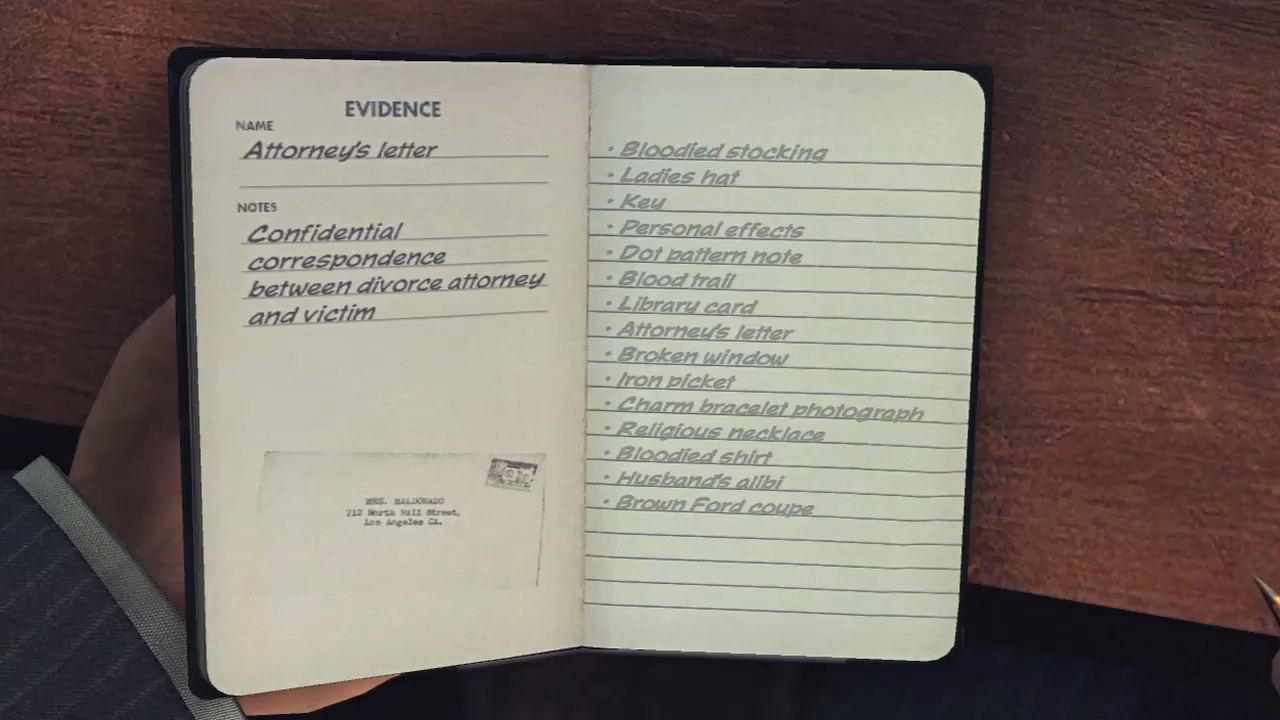 EVIDENCE
NAME
Attorney's letter
NOTES
Confidential
correspondence
between divorce attorney
and victim
MRS. MALDONADO
712 North Hill Street,
Los Angeles CA.
• Bloodied stocking
• Ladies hat
• Key
• Personal effects
• Dot pattern note
• Blood trail
• Library card
• Attorney's letter
• Broken window
• Iron picket
• Charm bracelet photograph
• Religious necklace
• Bloodied shirt
• Husband's alibi
• Brown Ford coupe